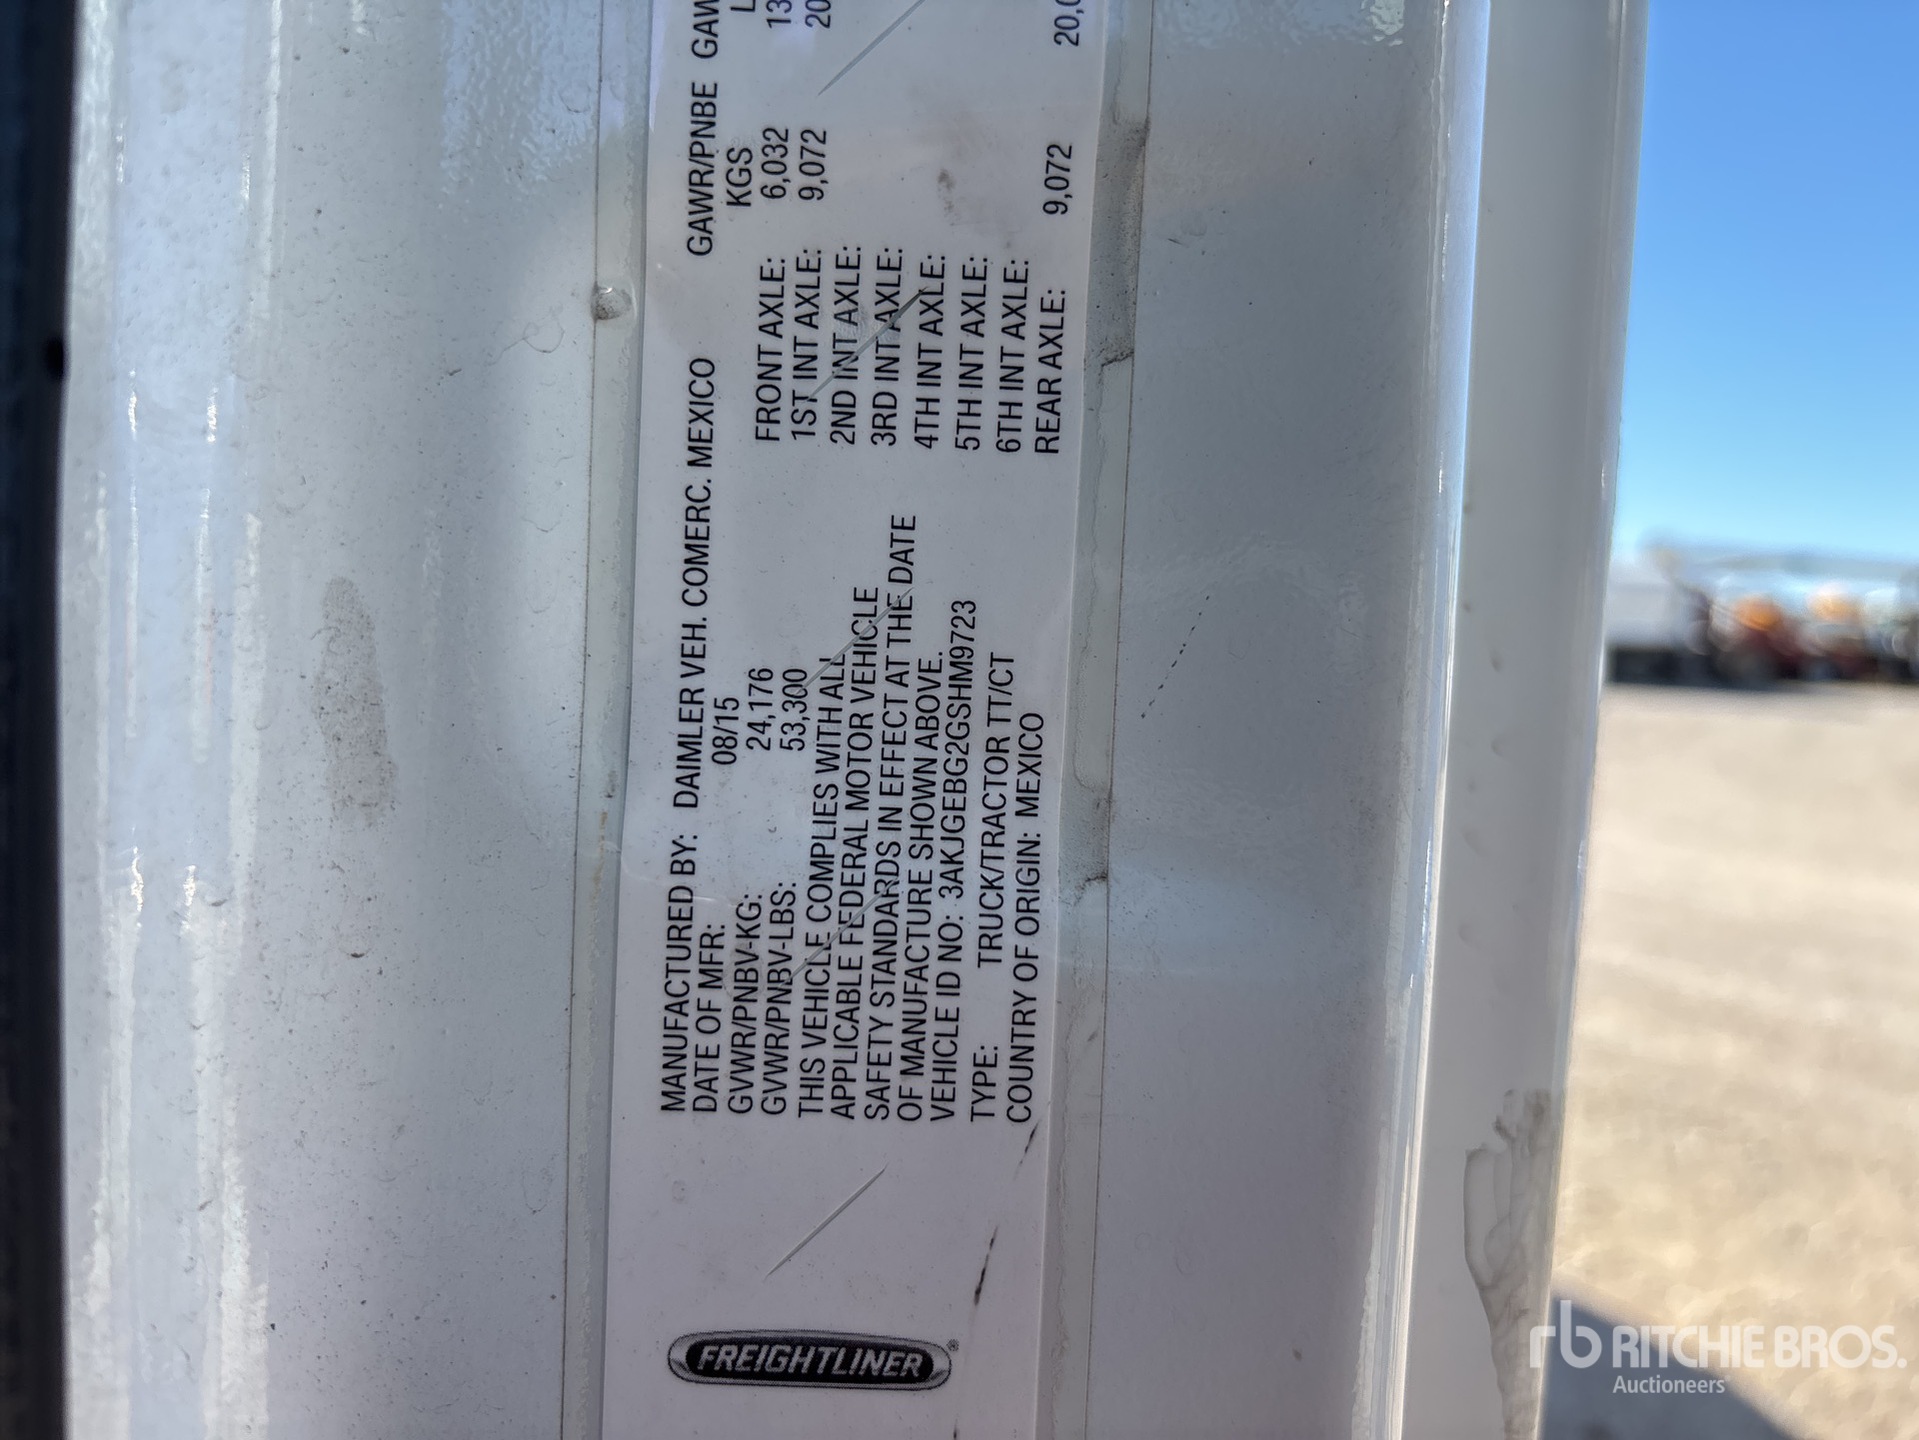 FREIGHTLINER®
MANUFACTURED BY: DAIMLER VEH. COMERC. MEXICO
DATE OF MFR: 08/15
GVWR/PNBV-KG: 24,176
GVWR/PNBV-LBS: 53,300
THIS VEHICLE COMPLIES WITH ALL
APPLICABLE FEDERAL MOTOR VEHICLE
SAFETY STANDARDS IN EFFECT AT THE DATE
OF MANUFACTURE SHOWN ABOVE.
VEHICLE ID NO: 3AKJGEBG2GSHM9723
TYPE: TRUCK/TRACTOR TT/CT
COUNTRY OF ORIGIN: MEXICO
GAWR/PNBE
KGS
FRONT AXLE: 6,032
1ST INT AXLE: 9,072
2ND INT AXLE:
3RD INT AXLE:
4TH INT AXLE:
5TH INT AXLE:
6TH INT AXLE:
REAR AXLE: 9,072
rb RITCHIE BROS.
Auctioneers